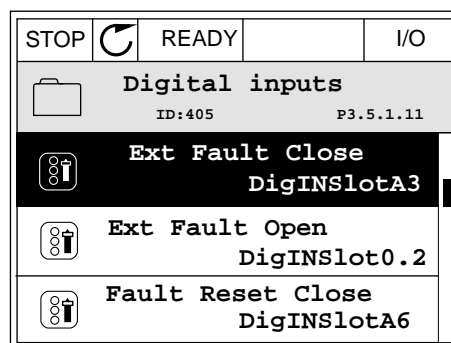 STOP READY I/O
Digital inputs
ID:405 P3.5.1.11
Ext Fault Close
DigINSlotA3
Ext Fault Open
DigINSlot0.2
Fault Reset Close
DigINSlotA6